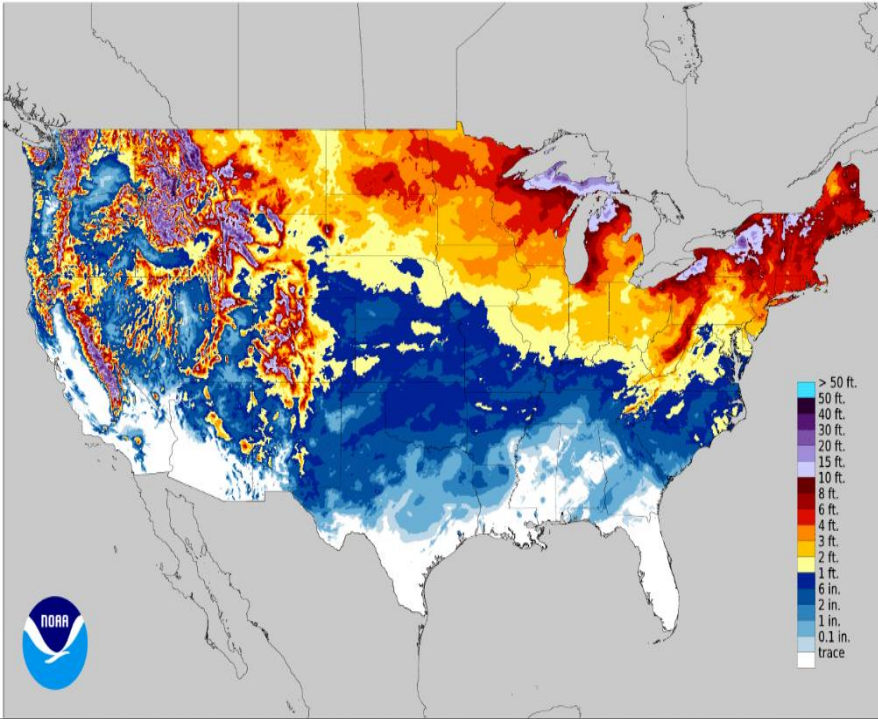 > 50 ft.
50 ft.
40 ft.
30 ft.
20 ft.
15 ft.
10 ft.
8 ft.
6 ft.
4 ft.
3 ft.
2 ft.
1 ft.
6 in.
2 in.
1 in.
0.1 in.
trace
NOAA